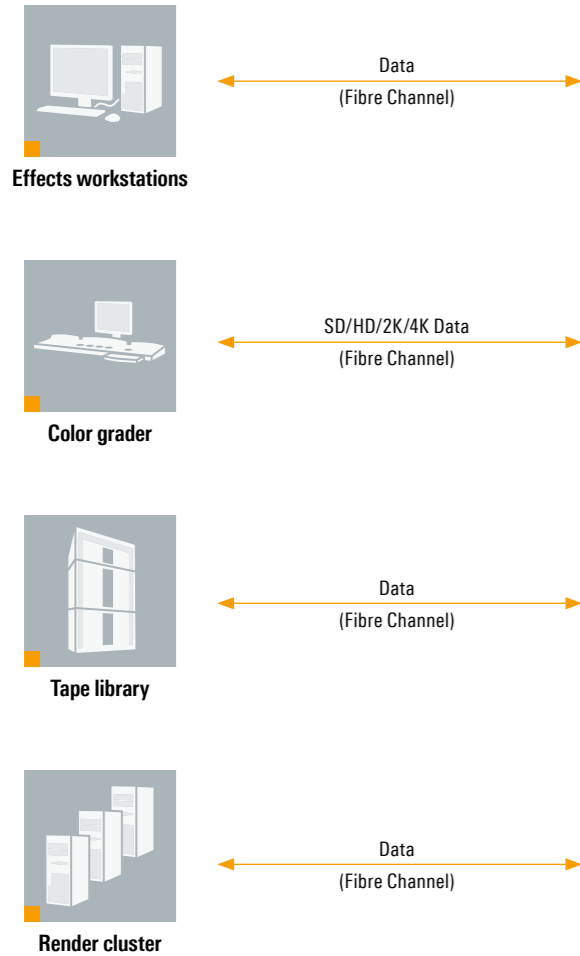 Data
(Fibre Channel)
Effects workstations
SD/HD/2K/4K Data
(Fibre Channel)
Color grader
Data
(Fibre Channel)
Tape library
Data
(Fibre Channel)
Render cluster